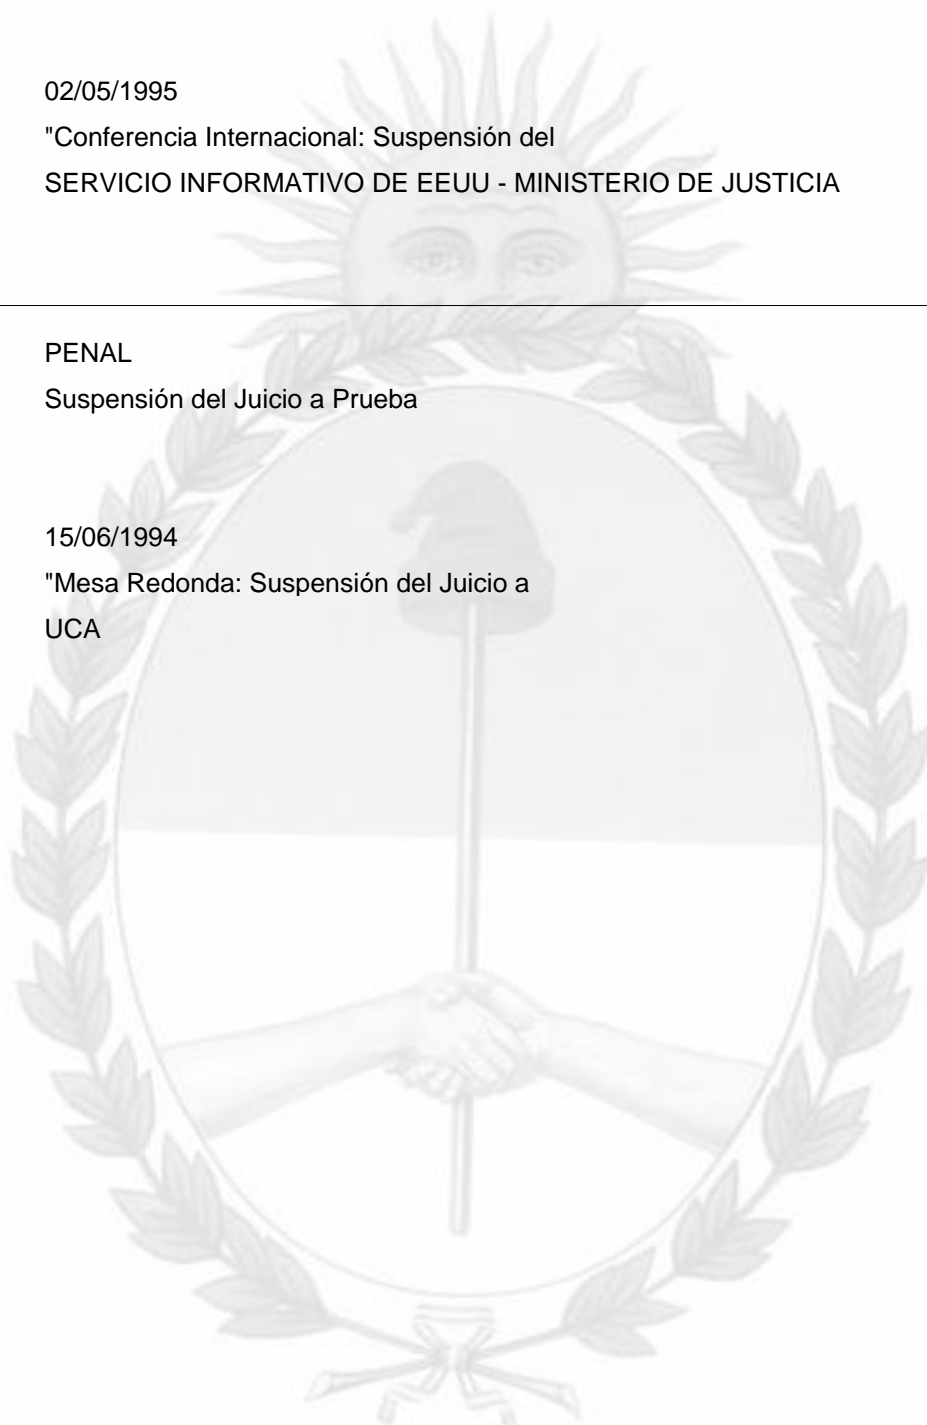 02/05/1995
"Conferencia Internacional: Suspensión del
SERVICIO INFORMATIVO DE EEUU - MINISTERIO DE JUSTICIA
PENAL
Suspensión del Juicio a Prueba
15/06/1994
"Mesa Redonda: Suspensión del Juicio a
UCA